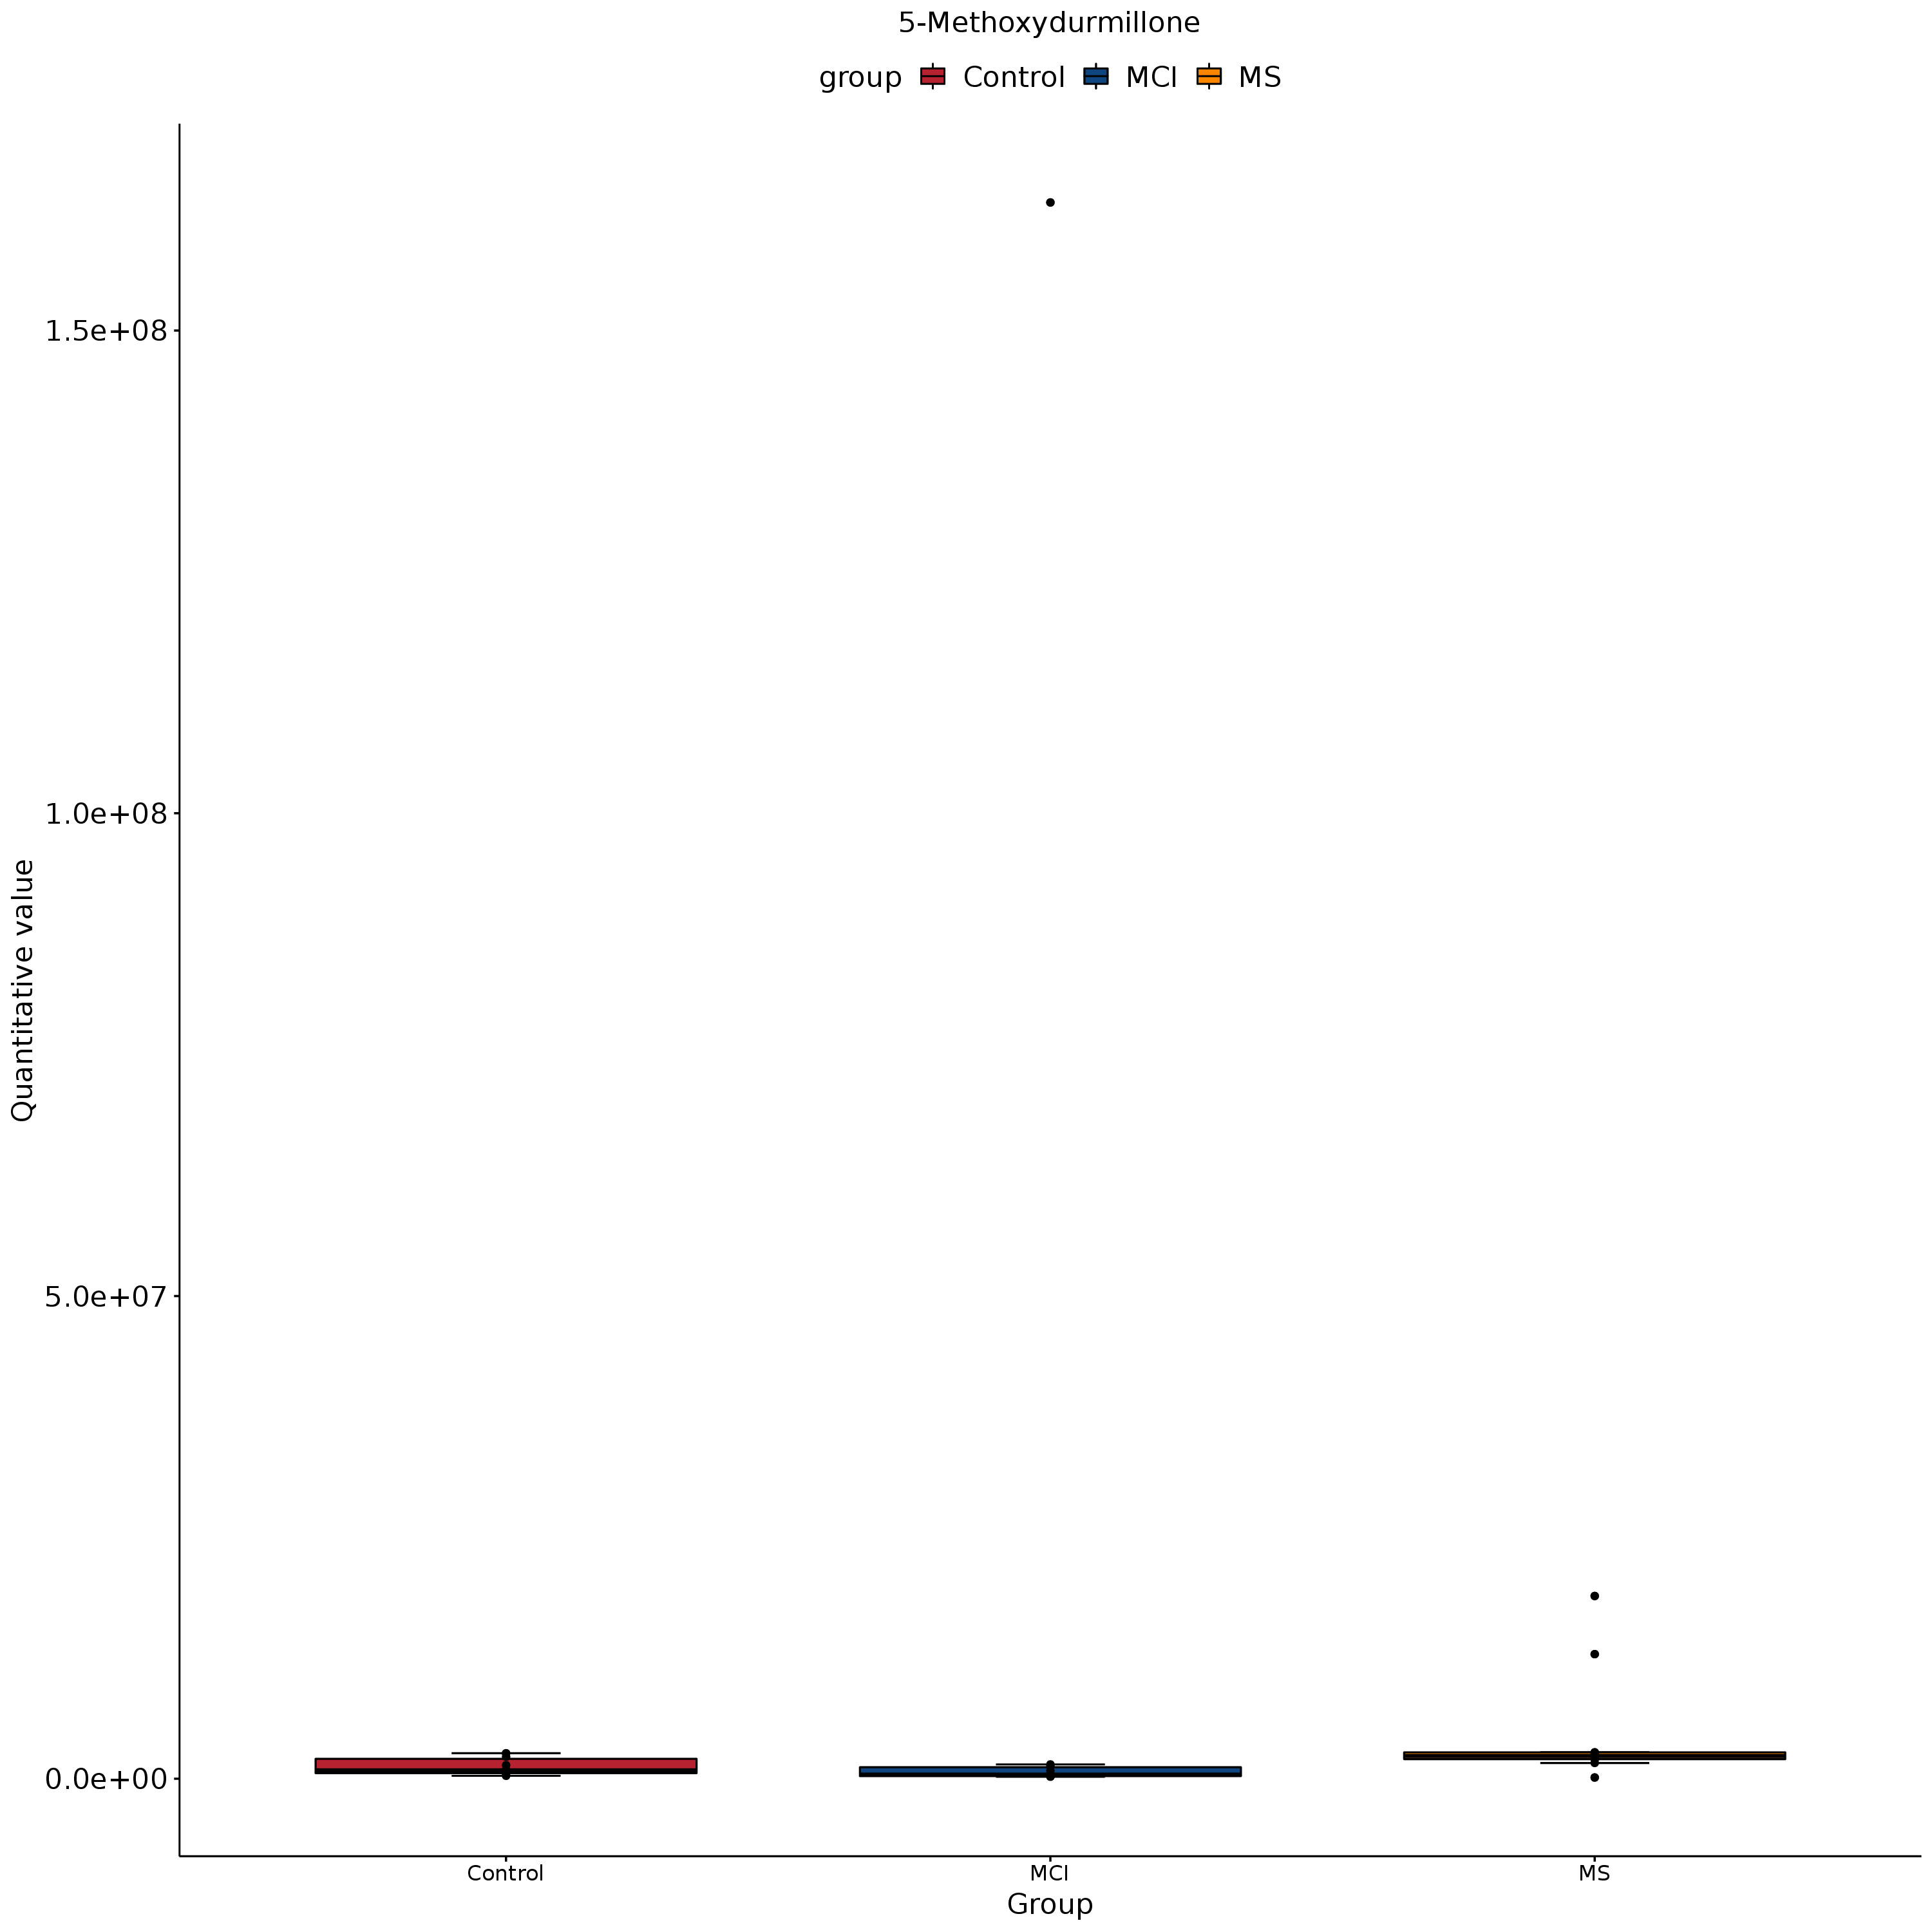 5-Methoxydurmillone
group Control MCI MS
1.5e+08
1.0e+08
5.0e+07
0.0e+00
Quantitative value
Control MCI MS
Group